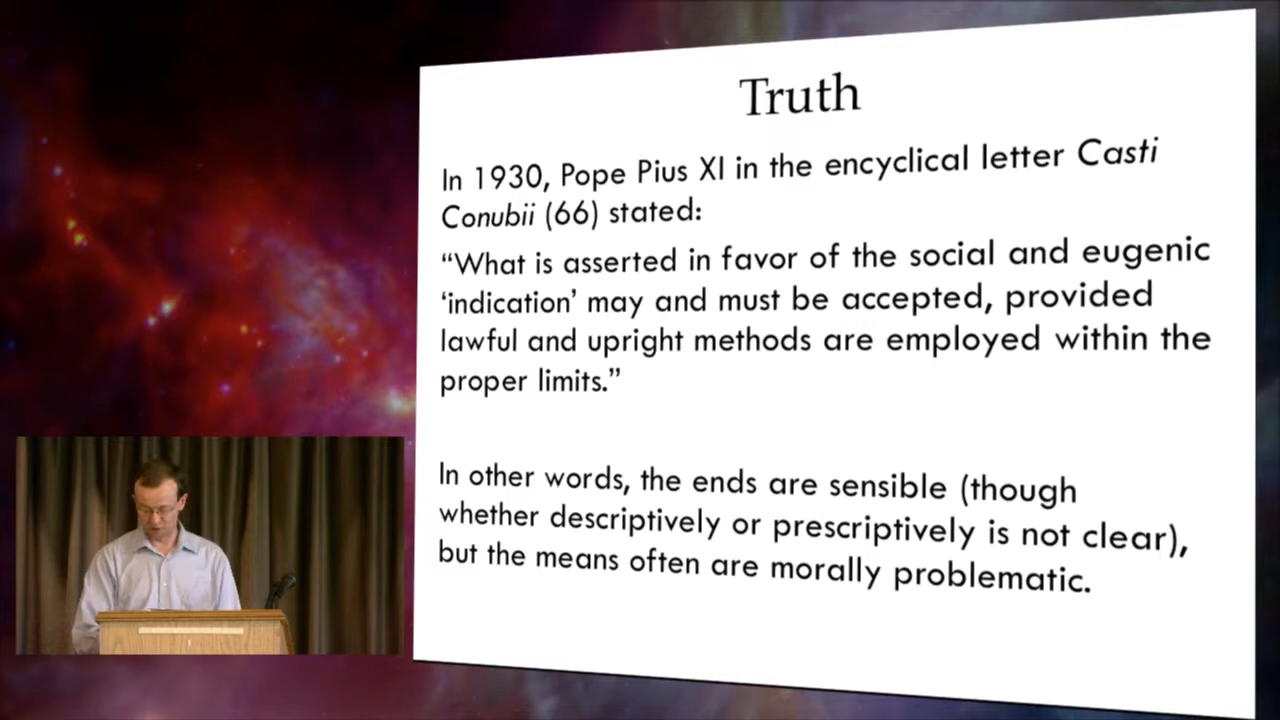 Truth
In 1930, Pope Pius XI in the encyclical letter Casti
Conubii (66) stated:
“What is asserted in favor of the social and eugenic
‘indication’ may and must be accepted, provided
lawful and upright methods are employed within the
proper limits.”
In other words, the ends are sensible (though
whether descriptively or prescriptively is not clear),
but the means often are morally problematic.